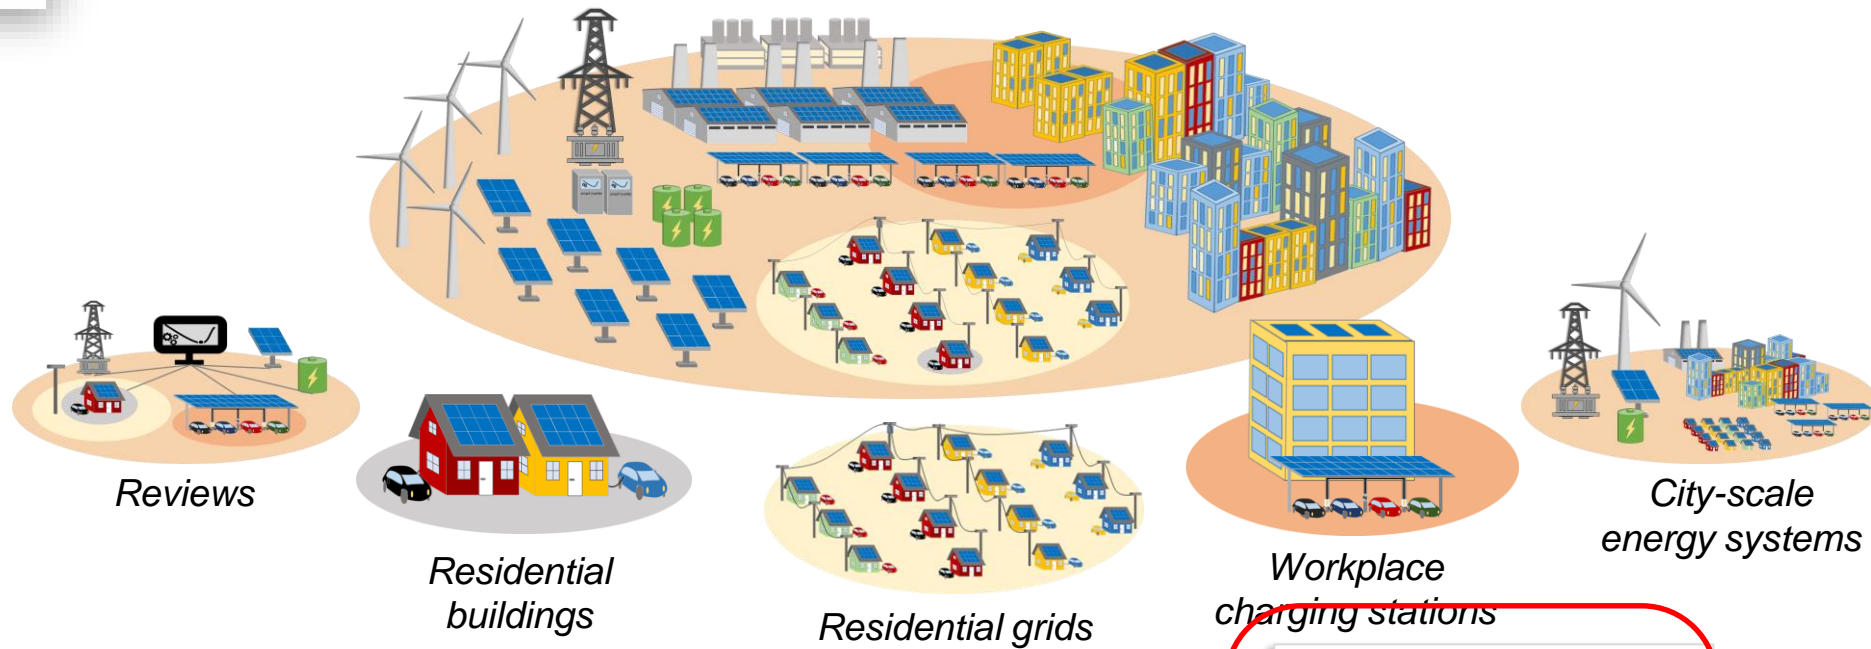 Reviews
Residential
buildings
Residential grids
Workplace
charging stations
City-scale
energy systems